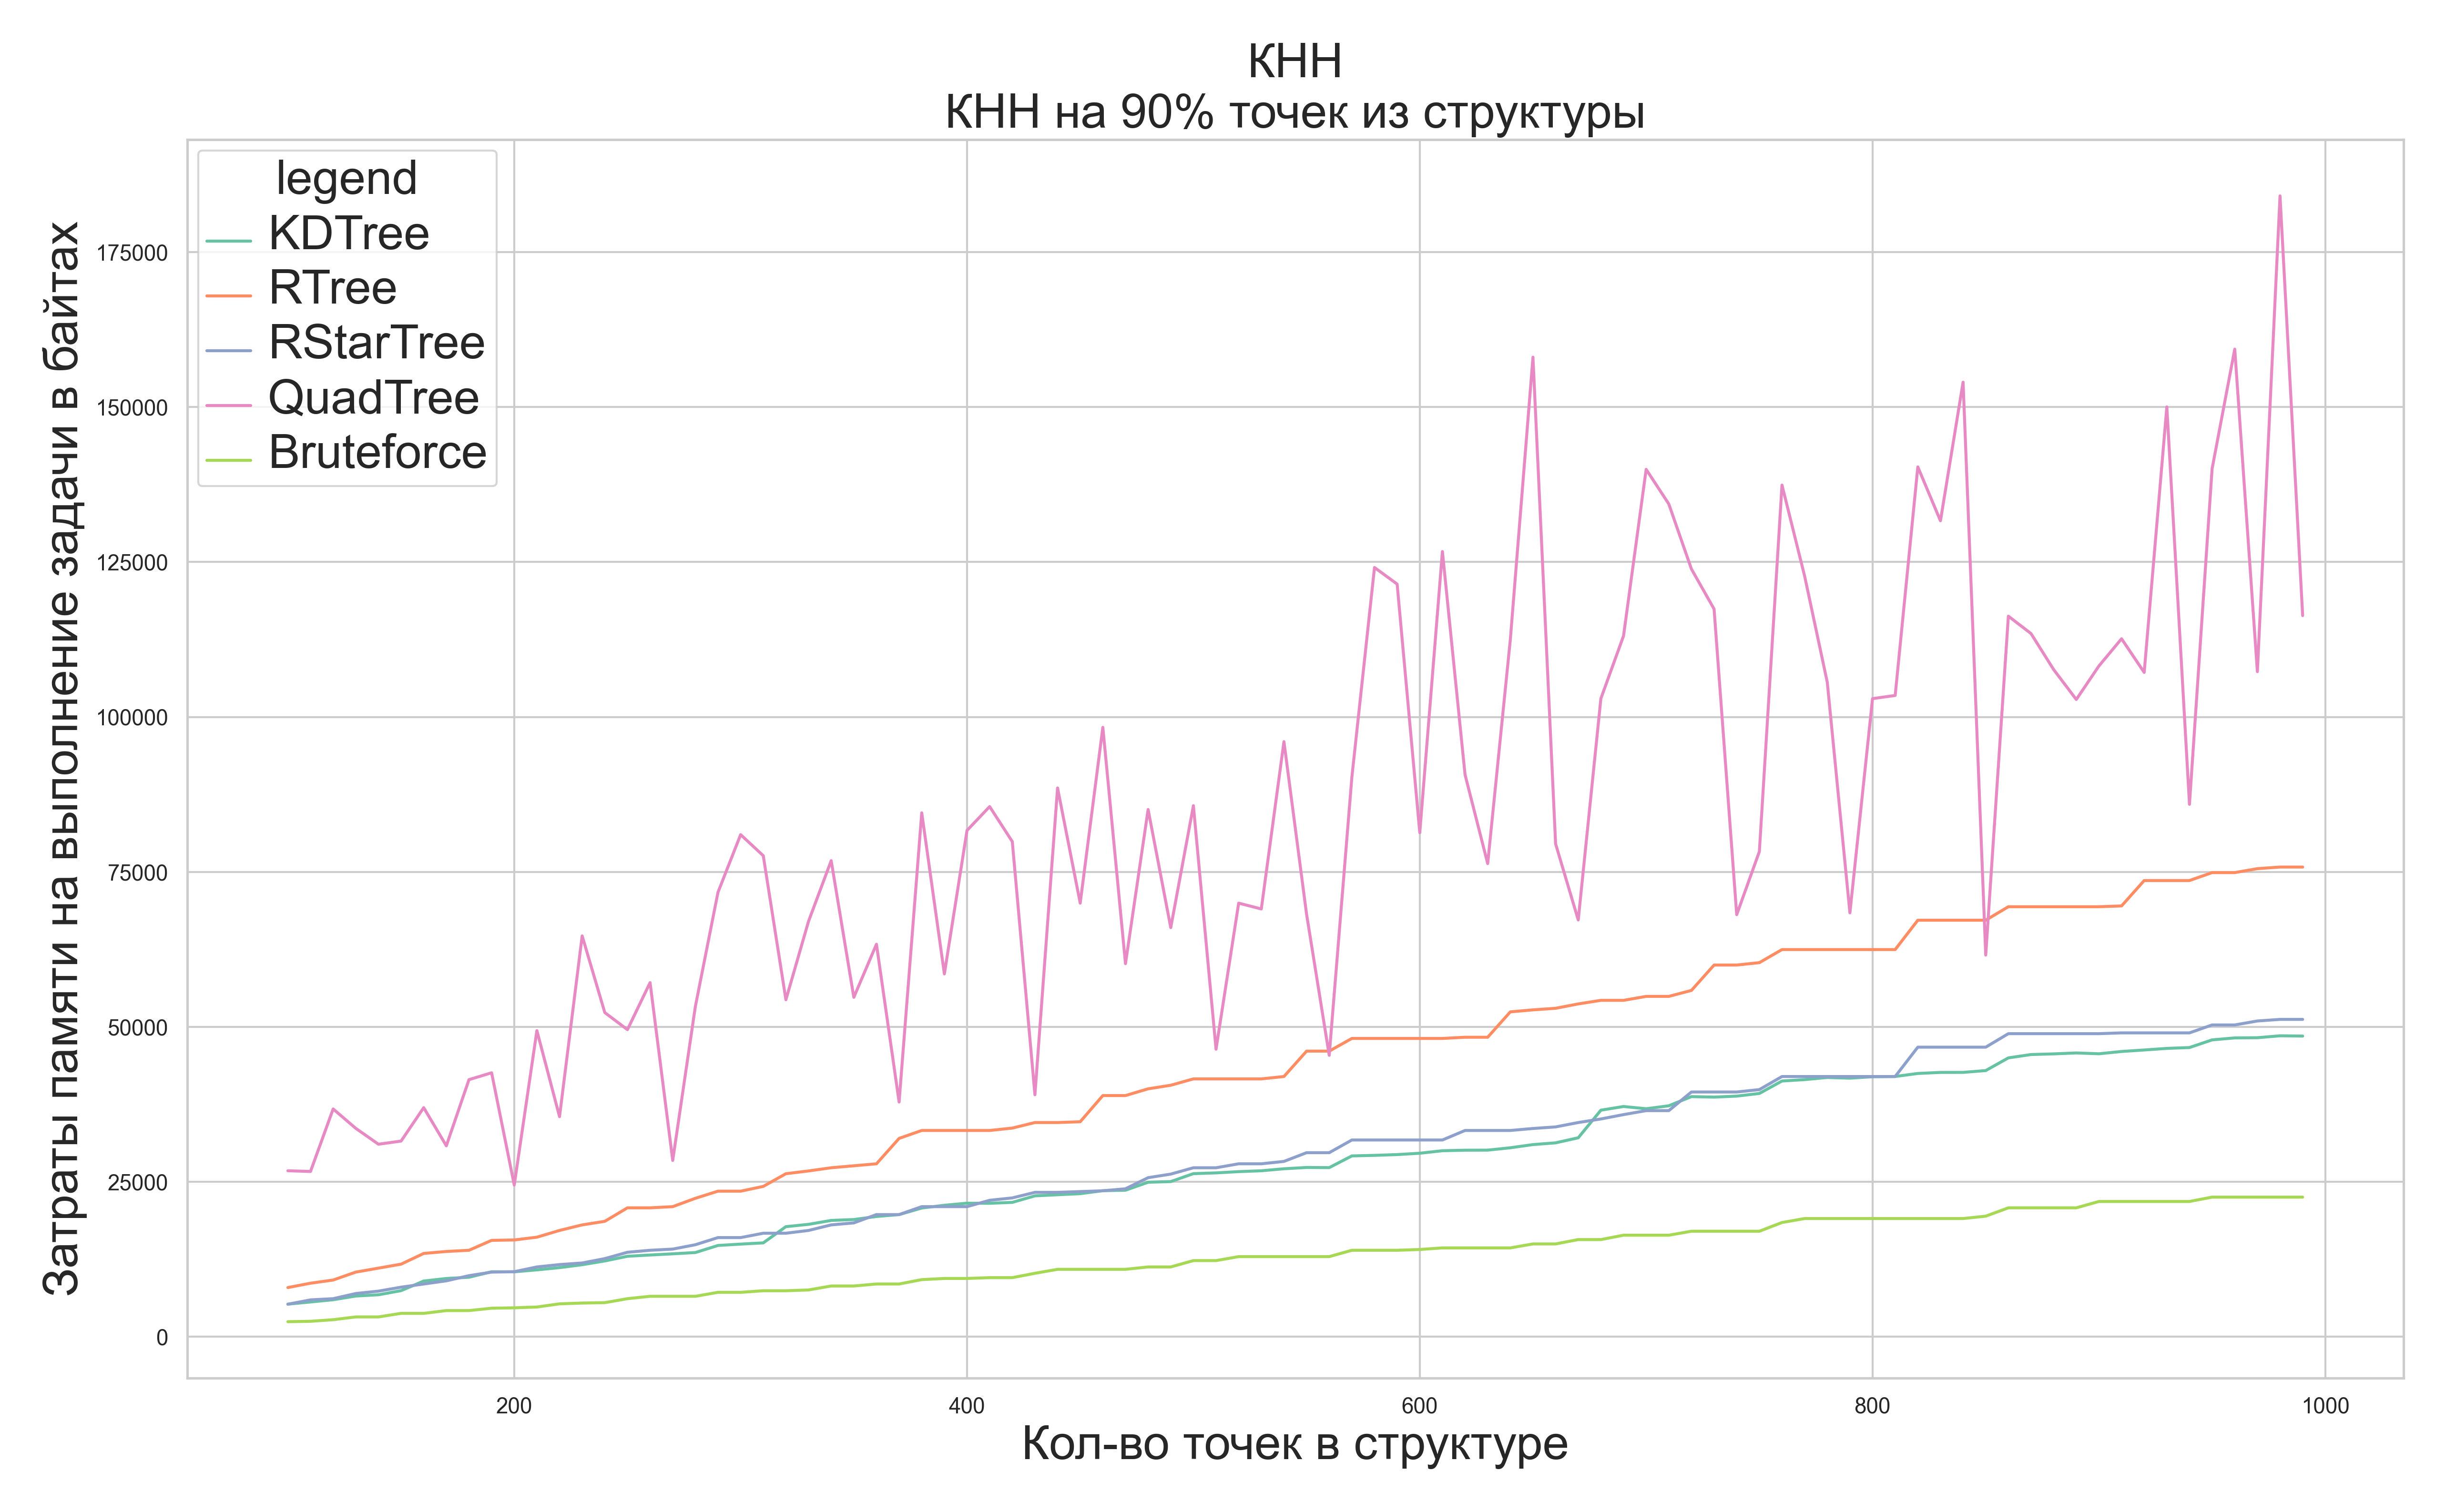 КНН
КНН на 90% точек из структуры
legend
KDTree
RTree
RStarTree
QuadTree
Bruteforce
Затраты памяти на выполнение задачи в байтах
175000
150000
125000
100000
75000
50000
25000
0
200
400
600
800
1000
Кол-во точек в структуре